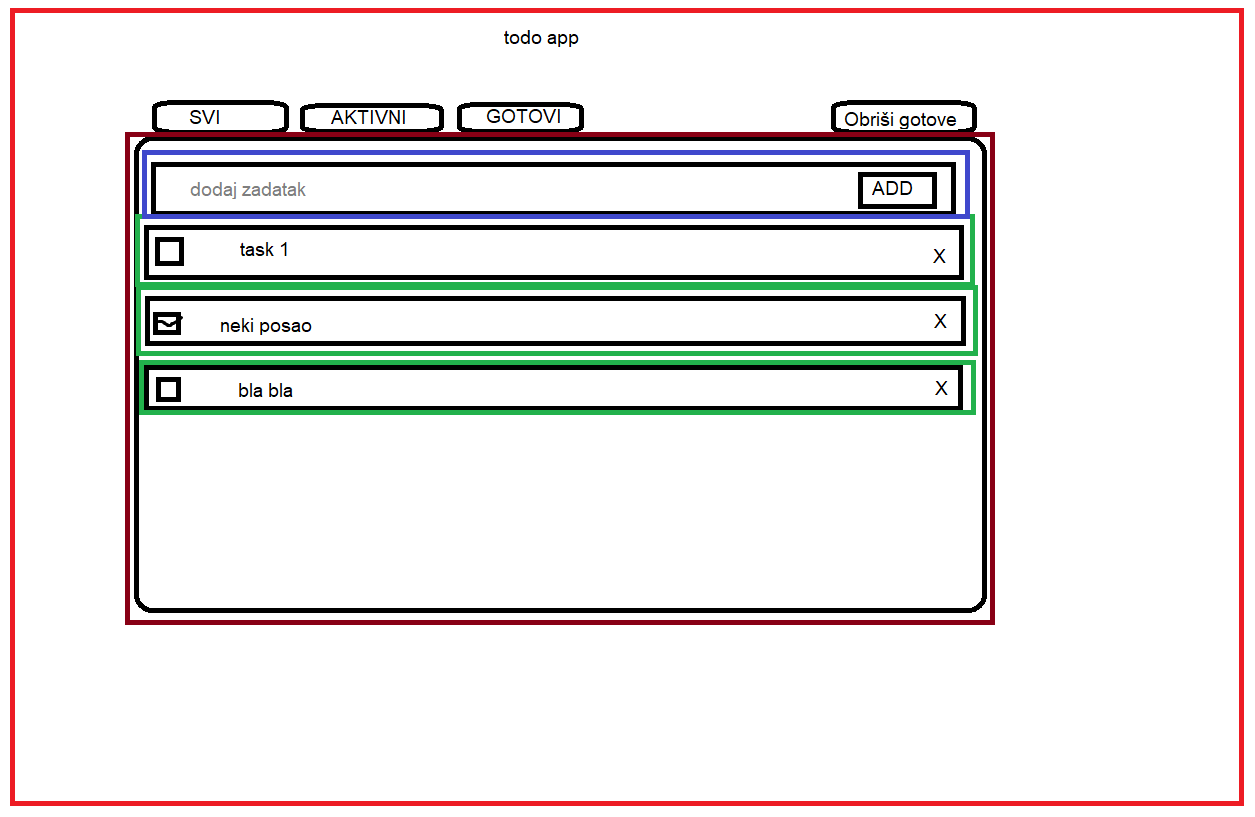 todo app
SVI AKTIVNI GOTOVI Obriši gotove
dodaj zadatak ADD
task 1 X
neki posao X
bla bla X